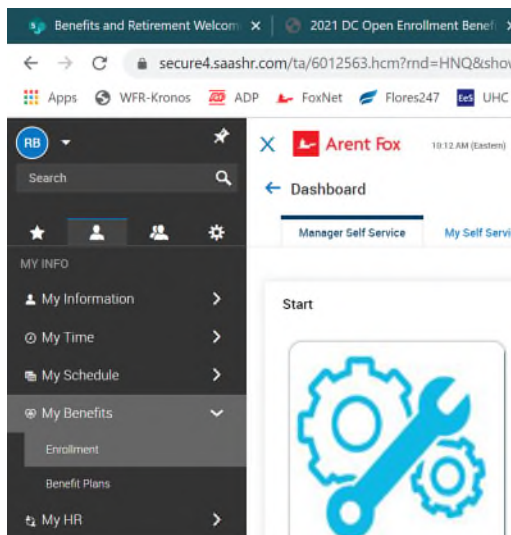 Benefits and Retirement Welcom
2021 DC Open Enrollment Benef
secure4.saashr.com/ta/6012563.hcm?rnd=HNQ&shov
Apps WFR-Kronos ADP FoxNet Flores247 EeS UHC
RB
Arent Fox 10:12 AM (Eastern)
Search
Dashboard
Manager Self Service My Self Servi
MY INFO
My Information
Start
My Time
My Schedule
My Benefits
Enrollment
Benefit Plans
My HR